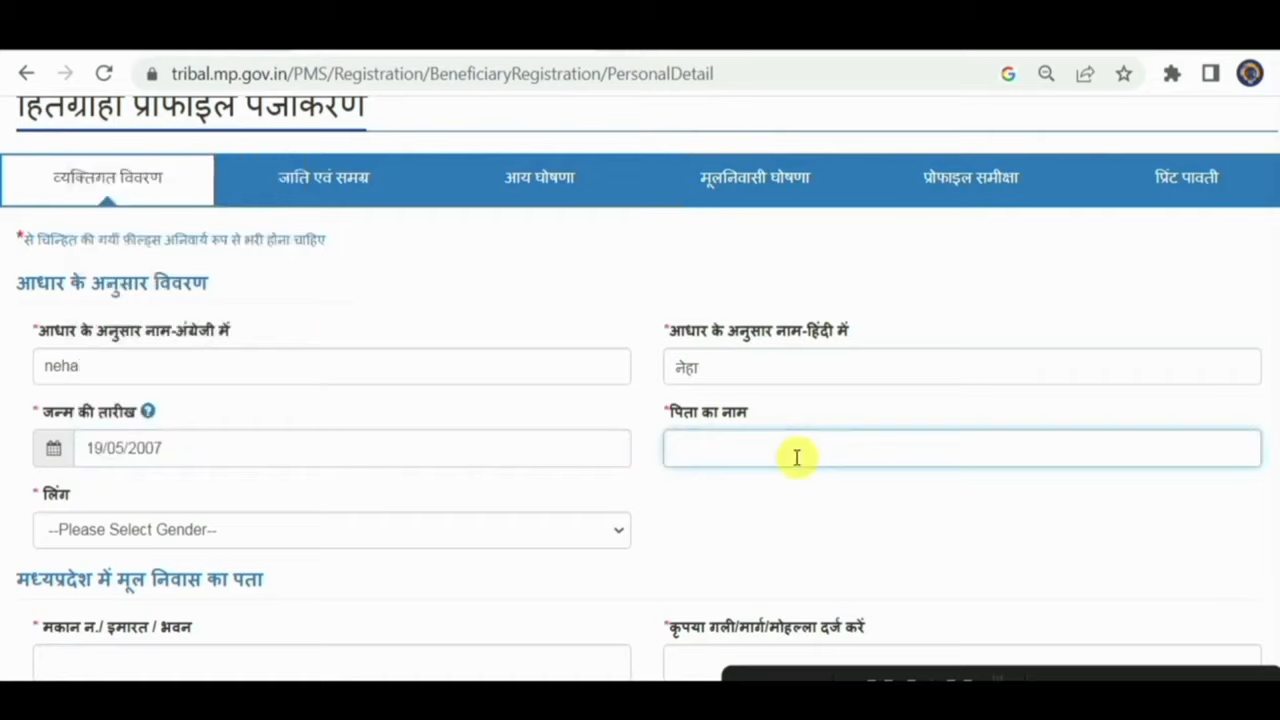 tribal.mp.gov.in/PMS/Registration/BeneficiaryRegistration/PersonalDetail
हितग्राही प्रोफाइल पंजीकरण
व्यक्तिगत विवरण
जाति एवं समग्र
आय घोषणा
मूलनिवासी घोषणा
प्रोफाइल समीक्षा
प्रिंट पावती
*से चिन्हित की गयीं फ़ील्ड्स अनिवार्य रूप से भरी होना चाहिए
आधार के अनुसार विवरण
*आधार के अनुसार नाम-अंग्रेजी में
*आधार के अनुसार नाम-हिंदी में
neha
नेहा
* जन्म की तारीख ?
*पिता का नाम
19/05/2007
* लिंग
--Please Select Gender--
मध्यप्रदेश में मूल निवास का पता
* मकान न./ इमारत / भवन
*कृपया गली/मार्ग/मोहल्ला दर्ज करें